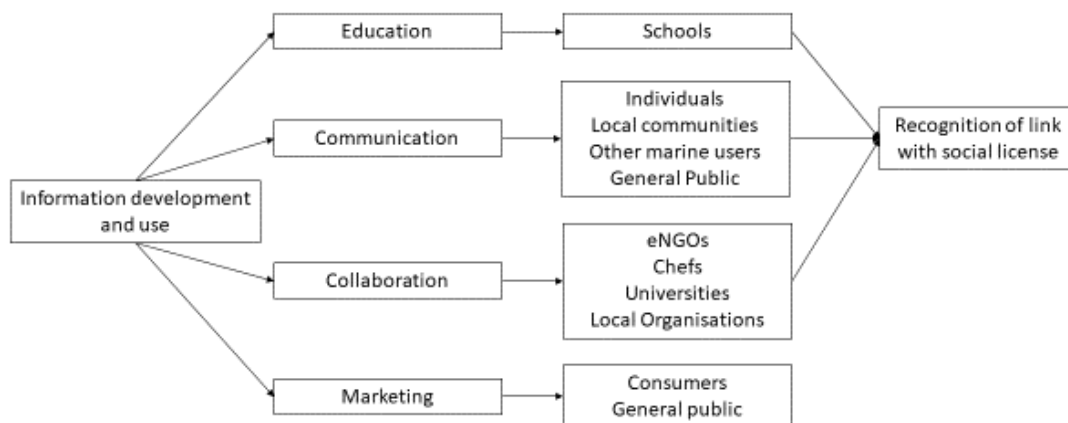 Education
Schools
Individuals
Local communities
Other marine users
General Public
Communication
Recognition of link
with social license
Information development
and use
eNGOs
Chefs
Universities
Local Organisations
Collaboration
Marketing
Consumers
General public